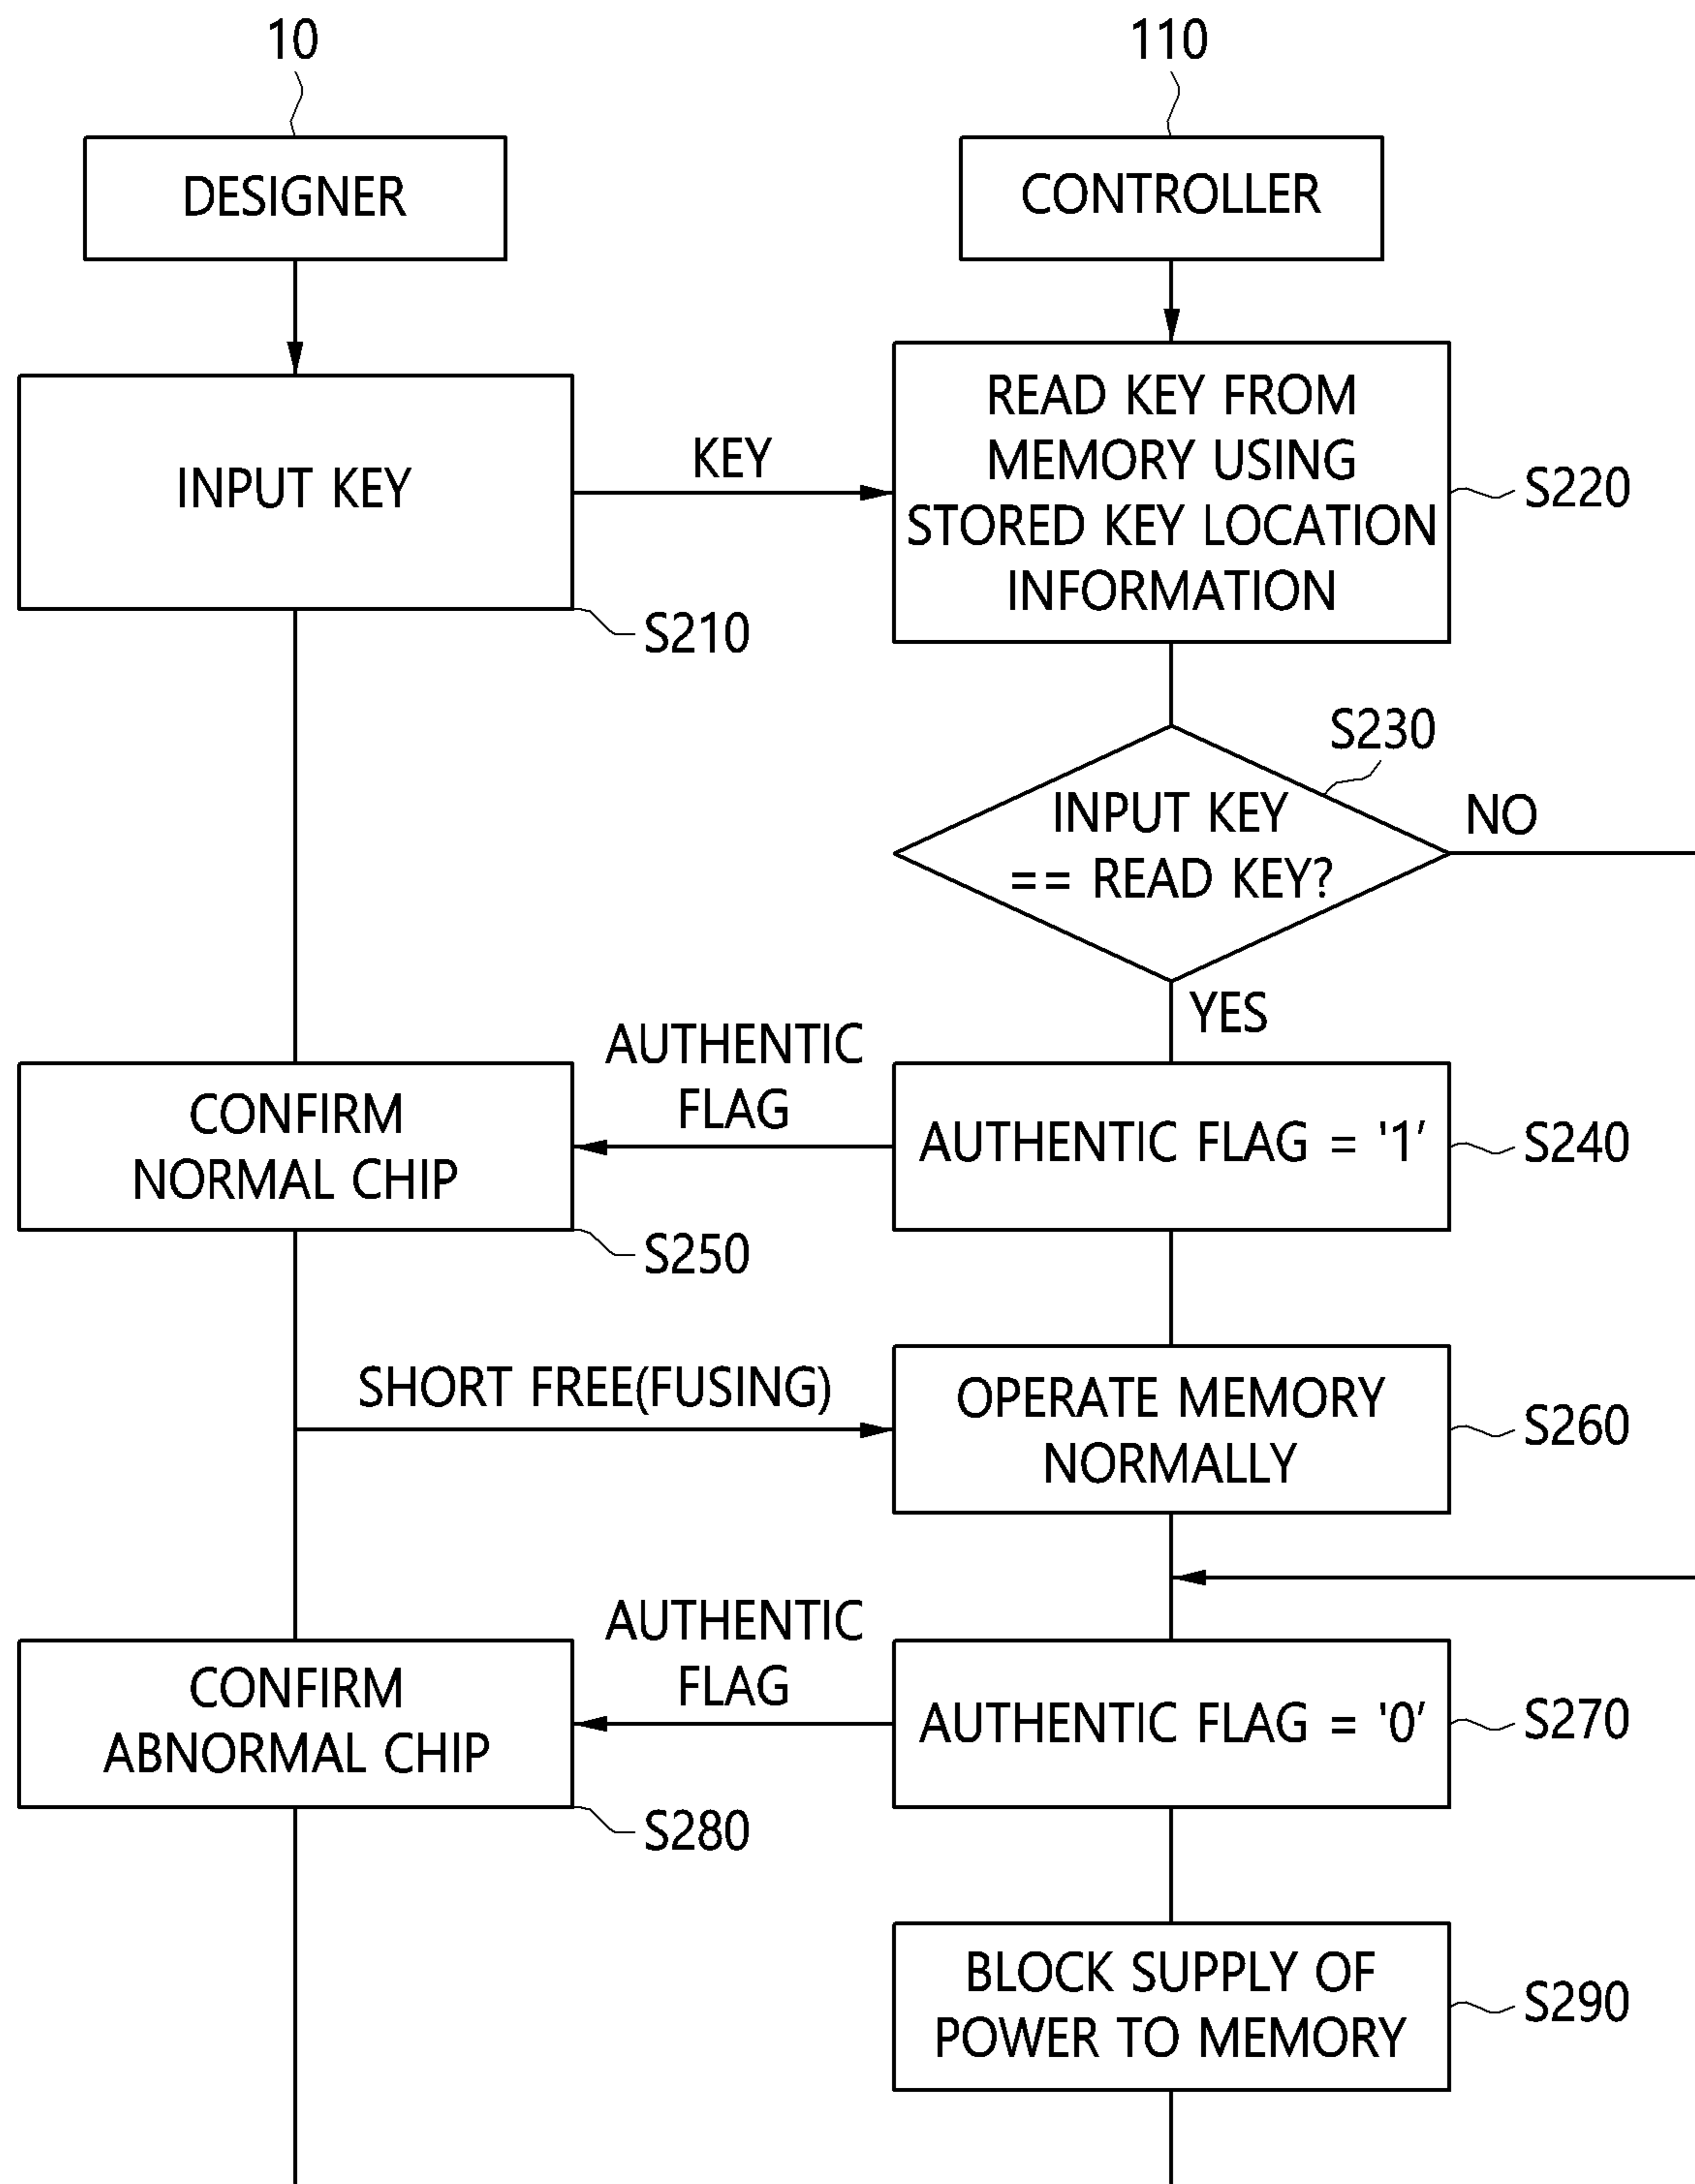 10
110
DESIGNER
CONTROLLER
INPUT KEY
S210
KEY
READ KEY FROM
MEMORY USING
STORED KEY LOCATION
INFORMATION
S220
S230
INPUT KEY
== READ KEY?
NO
YES
AUTHENTIC
FLAG
AUTHENTIC FLAG = '1'
S240
CONFIRM
NORMAL CHIP
S250
SHORT FREE(FUSING)
OPERATE MEMORY
NORMALLY
S260
AUTHENTIC
FLAG
AUTHENTIC FLAG = '0'
S270
CONFIRM
ABNORMAL CHIP
S280
BLOCK SUPPLY OF
POWER TO MEMORY
S290